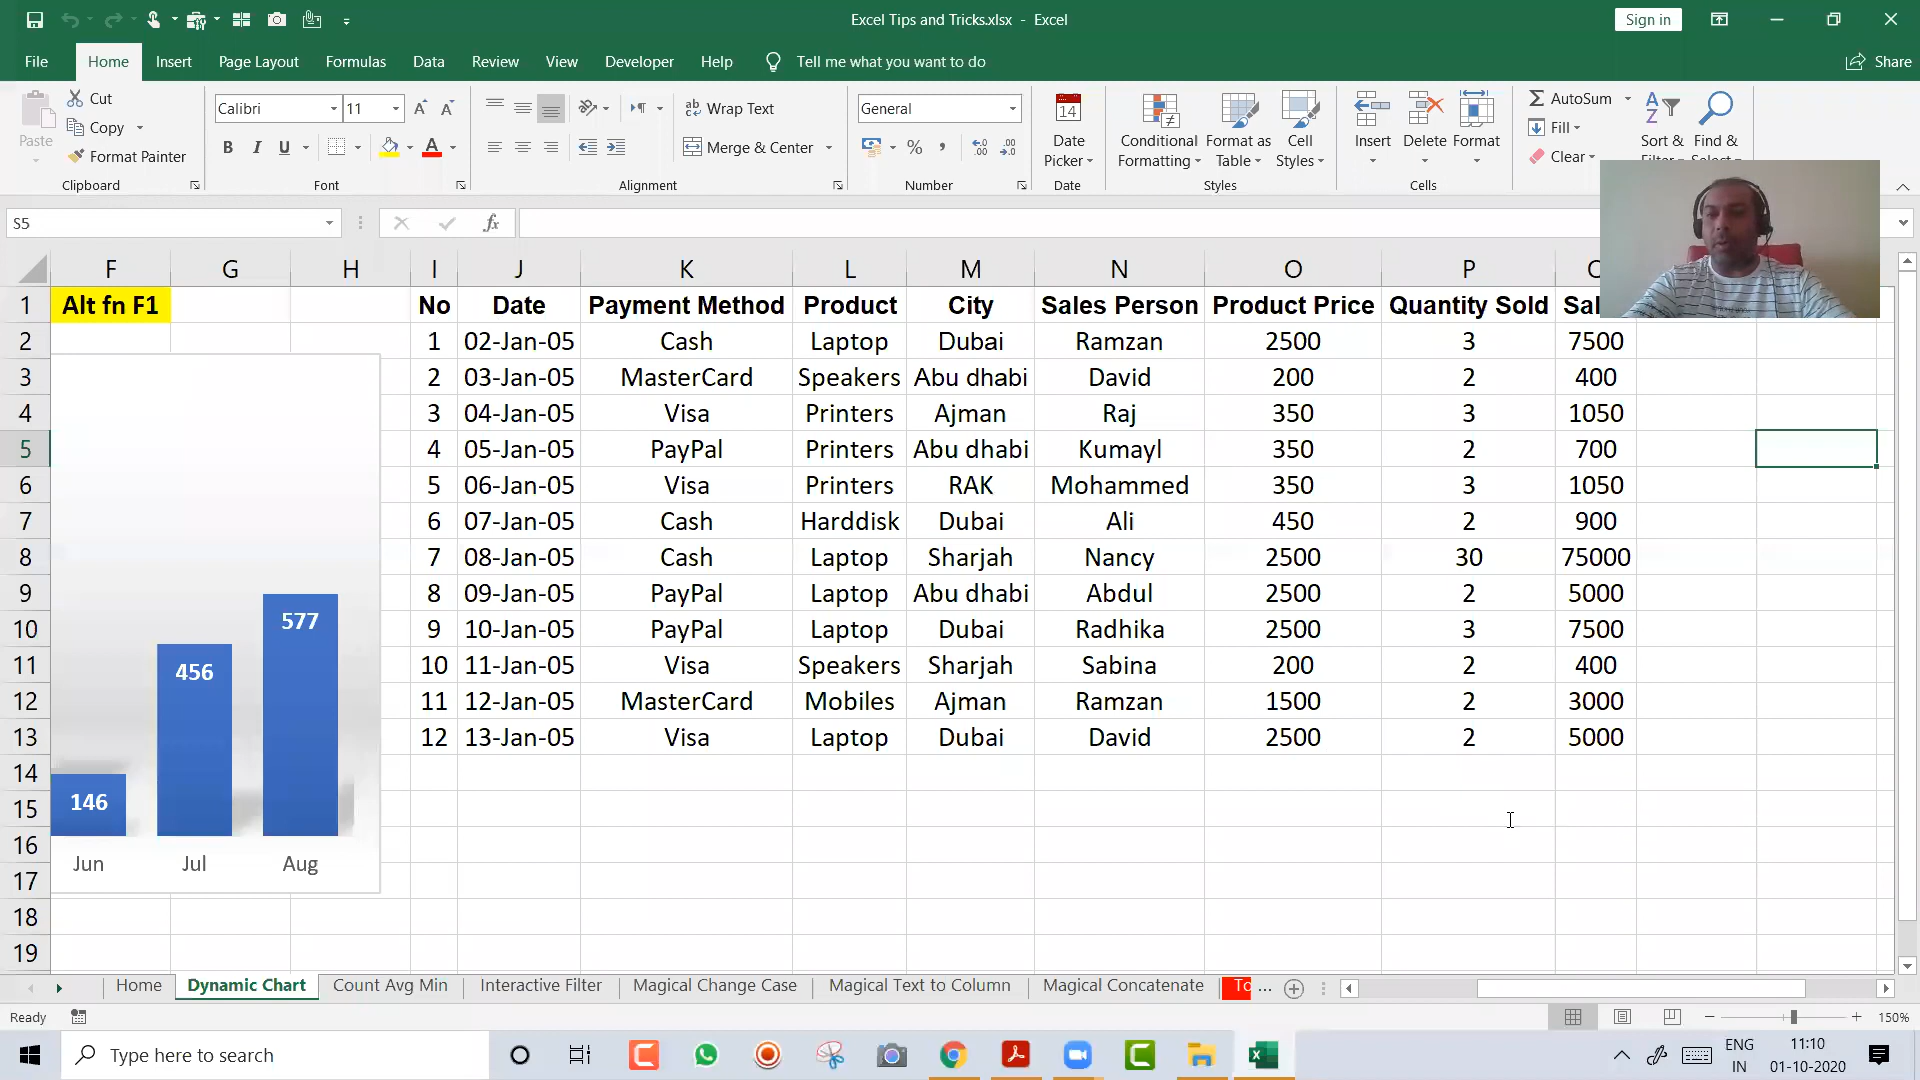 Excel Tips and Tricks.xlsx - Excel
Sign in
File Home Insert Page Layout Formulas Data Review View Developer Help Tell me what you want to do Share
Paste
Cut
Copy
Format Painter
Clipboard
Calibri 11
B I U
Font
Wrap Text
Merge & Center
Alignment
General
Number
14
Date Picker
Date
Conditional Formatting
Format as Table
Cell Styles
Styles
Insert Delete Format
Cells
AutoSum
Fill
Clear
Sort &
Find &
S5
fx
F G H I J K L M N O P
1 Alt fn F1 No Date Payment Method Product City Sales Person Product Price Quantity Sold
2 1 02-Jan-05 Cash Laptop Dubai Ramzan 2500 3 7500
3 2 03-Jan-05 MasterCard Speakers Abu dhabi David 200 2 400
4 3 04-Jan-05 Visa Printers Ajman Raj 350 3 1050
5 4 05-Jan-05 PayPal Printers Abu dhabi Kumayl 350 2 700
6 5 06-Jan-05 Visa Printers RAK Mohammed 350 3 1050
7 6 07-Jan-05 Cash Harddisk Dubai Ali 450 2 900
8 7 08-Jan-05 Cash Laptop Sharjah Nancy 2500 30 75000
9 8 09-Jan-05 PayPal Laptop Abu dhabi Abdul 2500 2 5000
10 9 10-Jan-05 PayPal Laptop Dubai Radhika 2500 3 7500
11 10 11-Jan-05 Visa Speakers Sharjah Sabina 200 2 400
12 11 12-Jan-05 MasterCard Mobiles Ajman Ramzan 1500 2 3000
13 12 13-Jan-05 Visa Laptop Dubai David 2500 2 5000
14
15
16
17
18
19
577
456
146
Jun Jul Aug
Home Dynamic Chart Count Avg Min Interactive Filter Magical Change Case Magical Text to Column Magical Concatenate To ...
Ready
150%
Type here to search
ENG
IN
11:10
01-10-2020